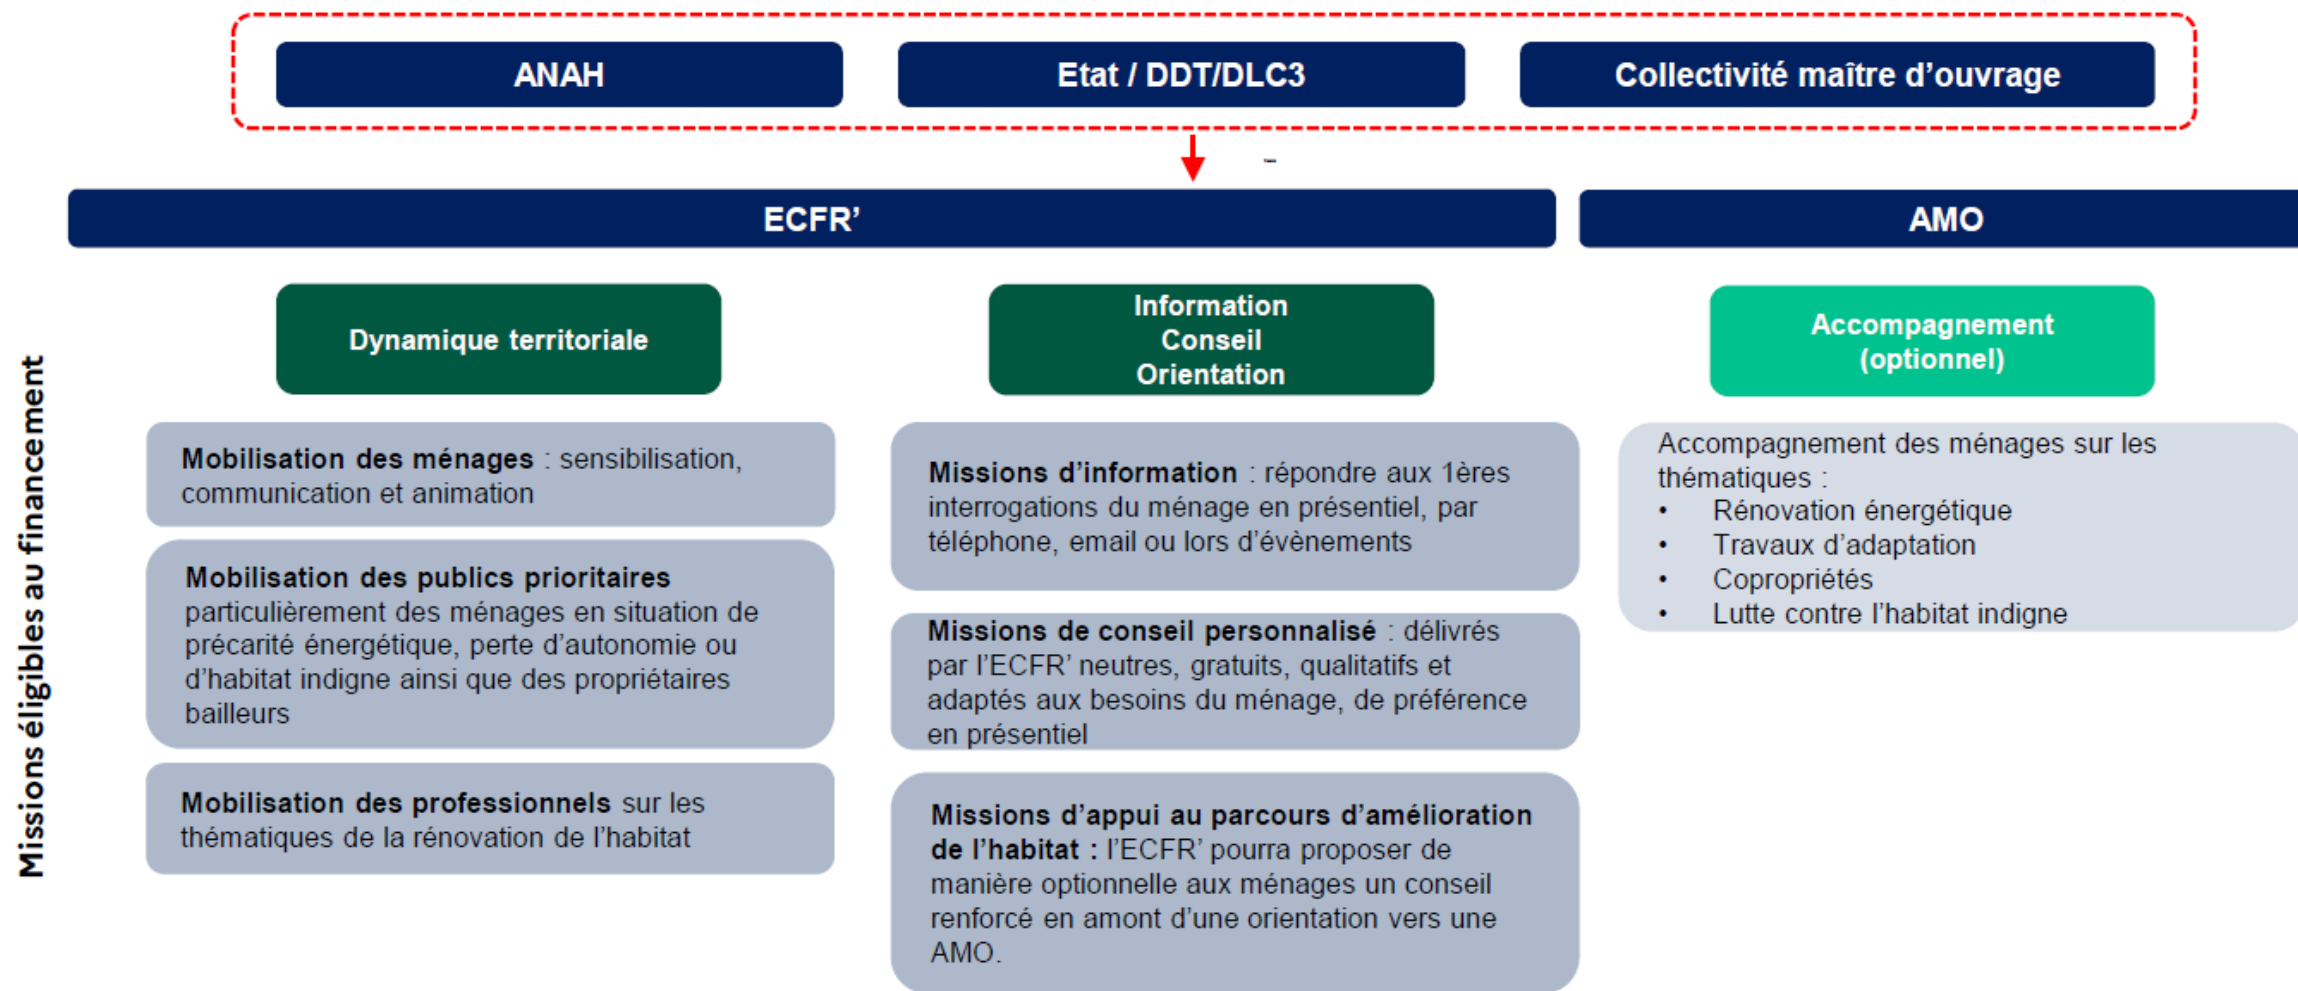 ANAH
Etat / DDT/DLC3
Collectivité maître d’ouvrage
ECFR’
AMO
Missions éligibles au financement
Dynamique territoriale
Mobilisation des ménages : sensibilisation,
communication et animation
Mobilisation des publics prioritaires
particulièrement des ménages en situation de
précarité énergétique, perte d’autonomie ou
d’habitat indigne ainsi que des propriétaires
bailleurs
Mobilisation des professionnels sur les
thématiques de la rénovation de l’habitat
Information
Conseil
Orientation
Missions d’information : répondre aux 1ères
interrogations du ménage en présentiel, par
téléphone, email ou lors d’évènements
Missions de conseil personnalisé : délivrés
par l’ECFR’ neutres, gratuits, qualitatifs et
adaptés aux besoins du ménage, de préférence
en présentiel
Missions d’appui au parcours d’amélioration
de l’habitat : l’ECFR’ pourra proposer de
manière optionnelle aux ménages un conseil
renforcé en amont d’une orientation vers une
AMO.
Accompagnement
(optionnel)
Accompagnement des ménages sur les
thématiques :
• Rénovation énergétique
• Travaux d’adaptation
• Copropriétés
• Lutte contre l’habitat indigne